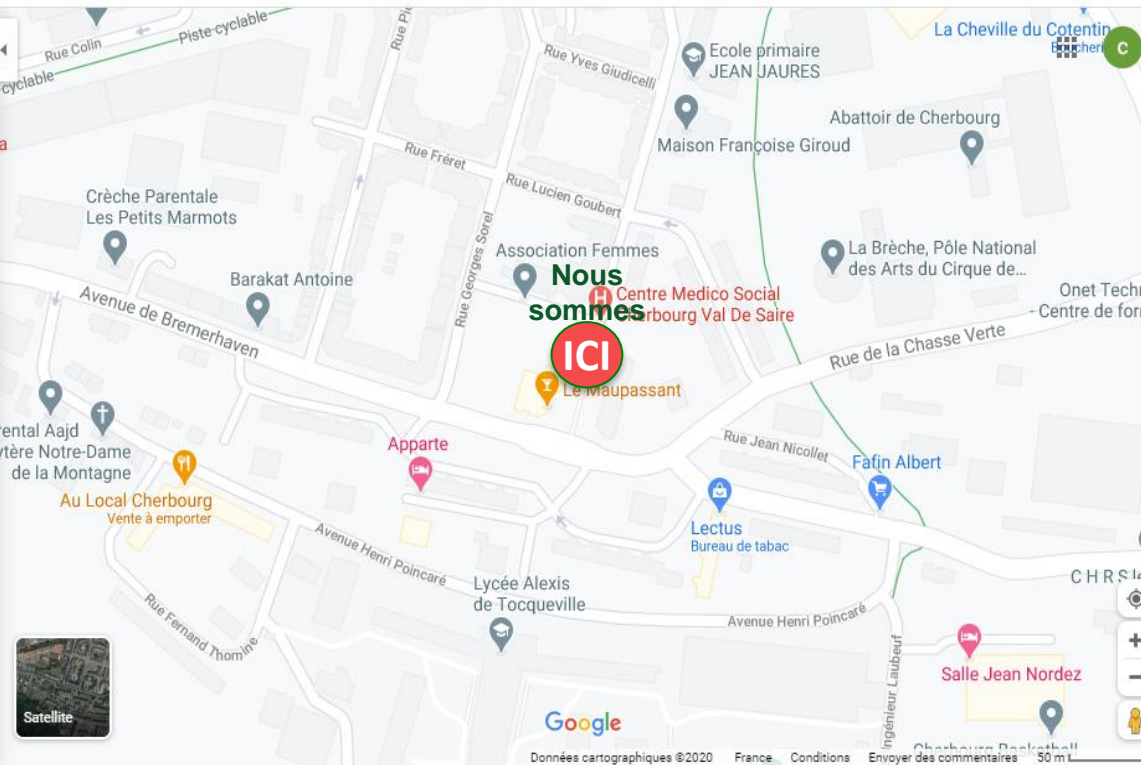 La Cheville du Cotentin
Rue Colin
Piste cyclable
C
Ecole primaire
JEAN JAURES
Rue Yves Giudicelli
cyclable
Abattoir de Cherbourg
Maison Françoise Giroud
Rue Fréret
Rue Lucien Goubert
Crèche Parentale
Les Petits Marmots
Association Femmes
La Brèche, Pôle National
des Arts du Cirque de...
Barakat Antoine
Rue Georges Sorel
Nous
sommes
ICI
H
Centre Medico Social
Cherbourg Val De Saire
Onet
- Centre de
Avenue de Bremerhaven
Rue de la Chasse Verte
Le Maupassant
Aajd
Notre-Dame
de la Montagne
Apparte
Rue Jean Nicollet
Fafin Albert
Au Local Cherbourg
Vente à emporter
Lectus
Bureau de tabac
Avenue Henri Poincaré
Lycée Alexis
de Tocqueville
CHRS
Rue Fernand Thomine
Avenue Henri Poincaré
Ingénieur Laubeuf
Salle Jean Nordez
Satellite
Google
Cherbourg Basketball
Données cartographiques ©2020 France Conditions Envoyer des commentaires 50 m